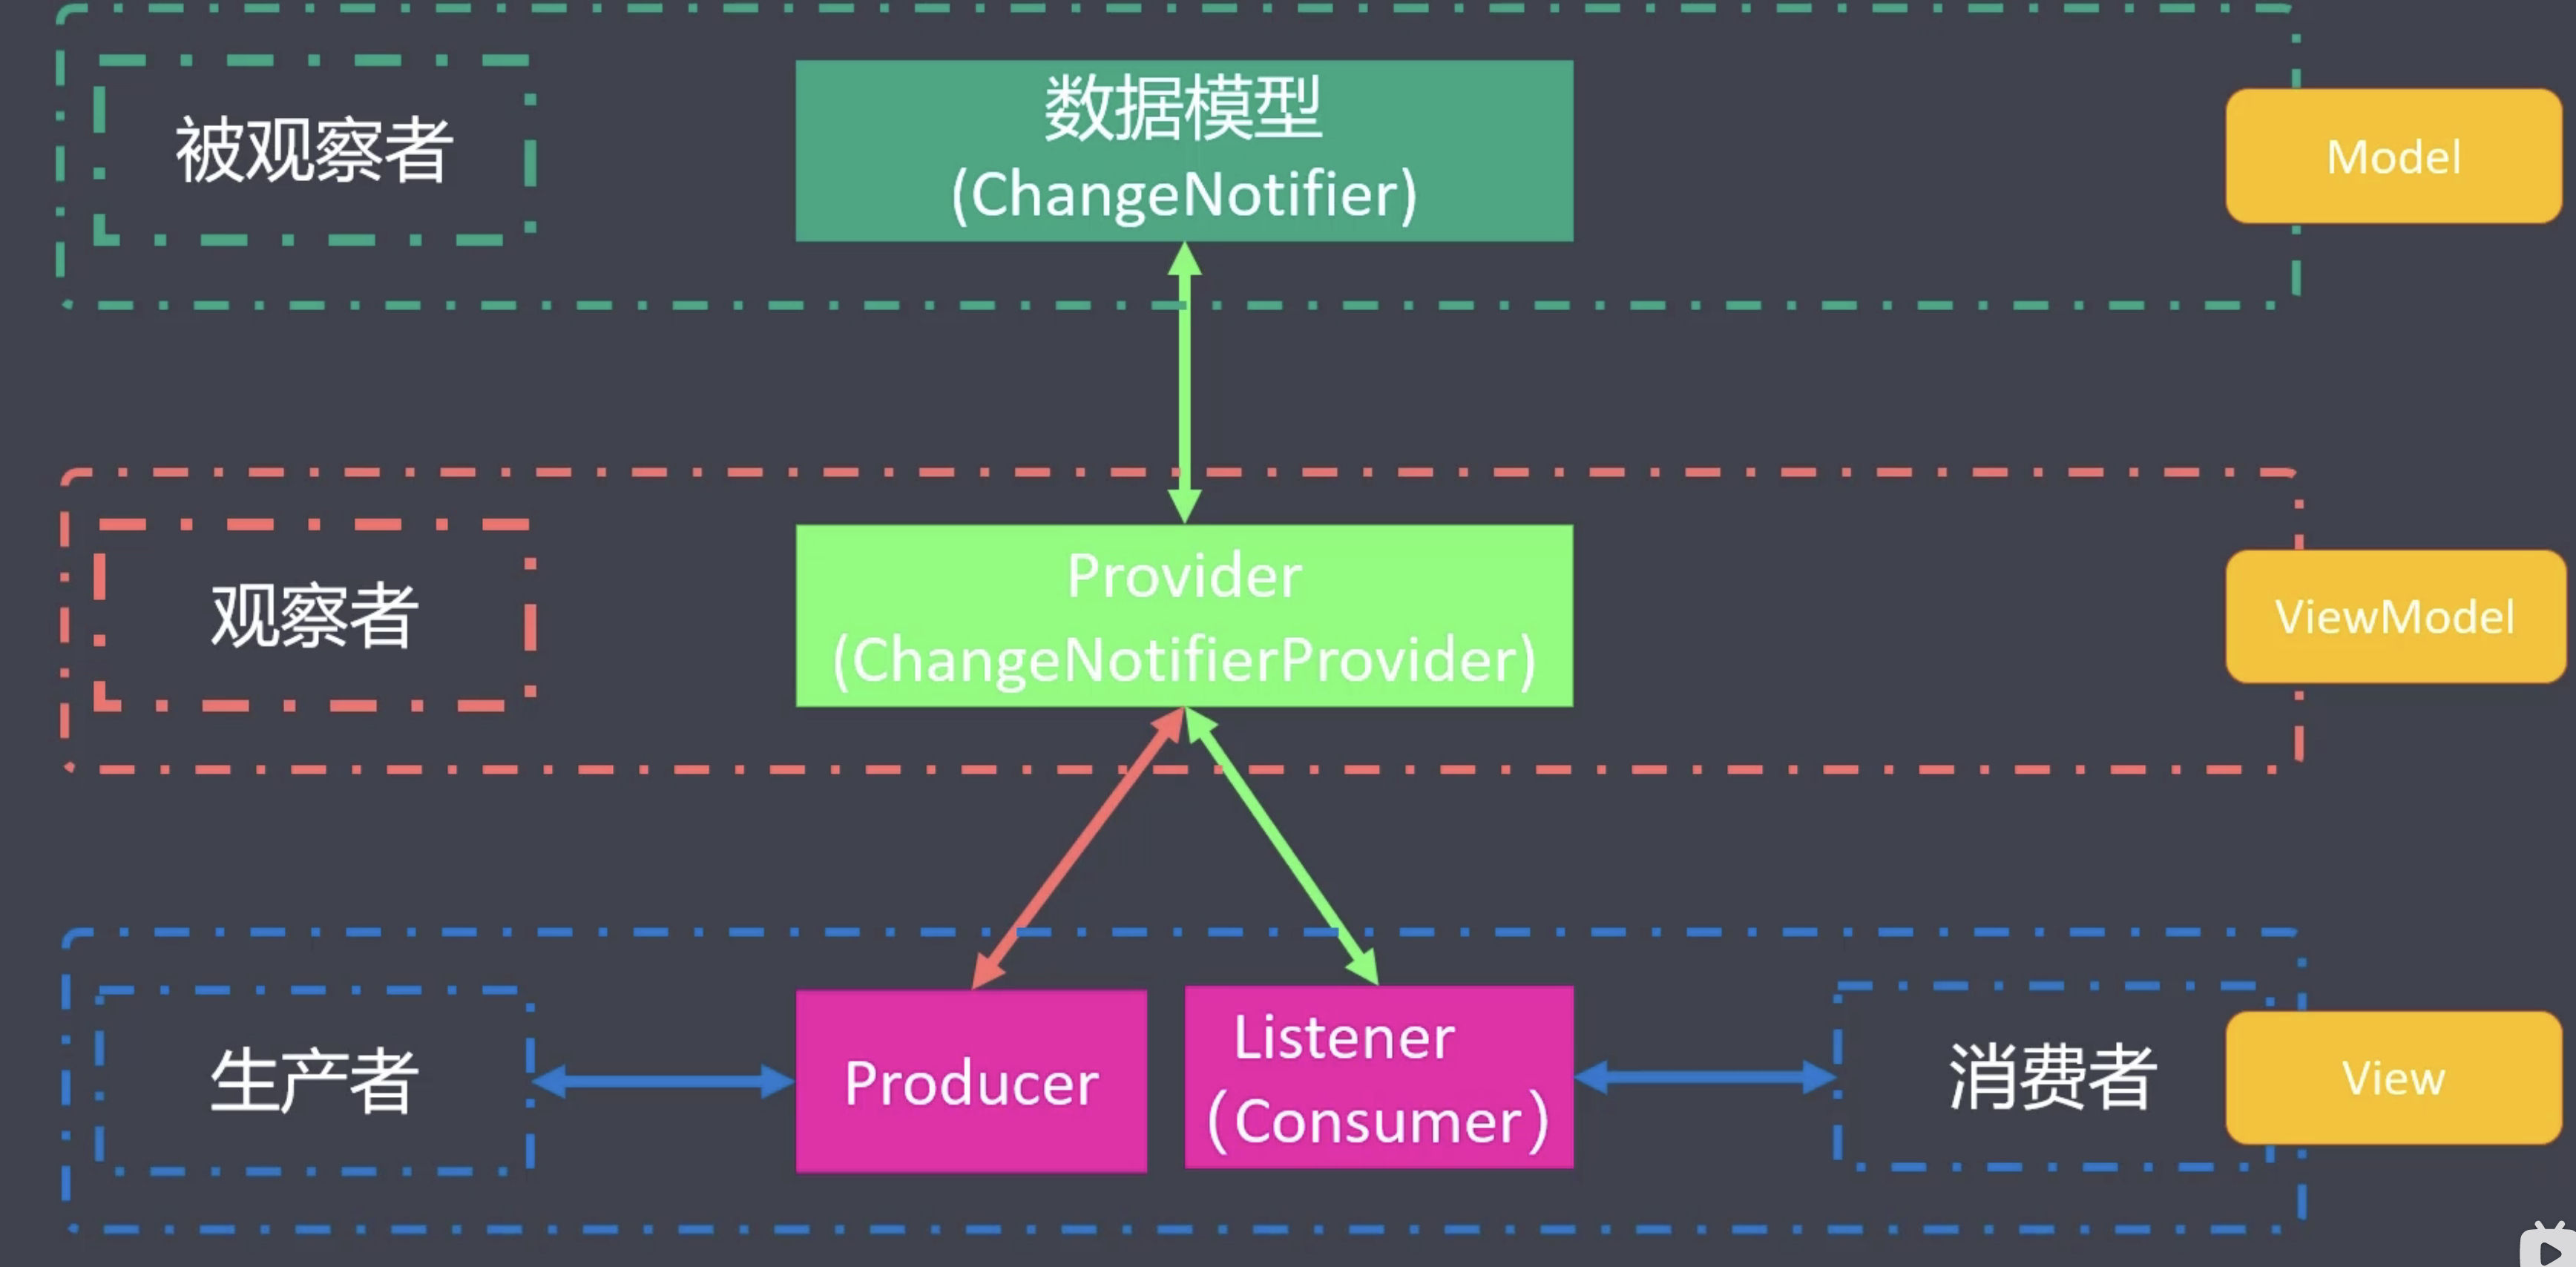 被观察者
数据模型
(ChangeNotifier)
Model
观察者
Provider
(ChangeNotifierProvider)
ViewModel
生产者
Producer
Listener
（Consumer）
消费者
View